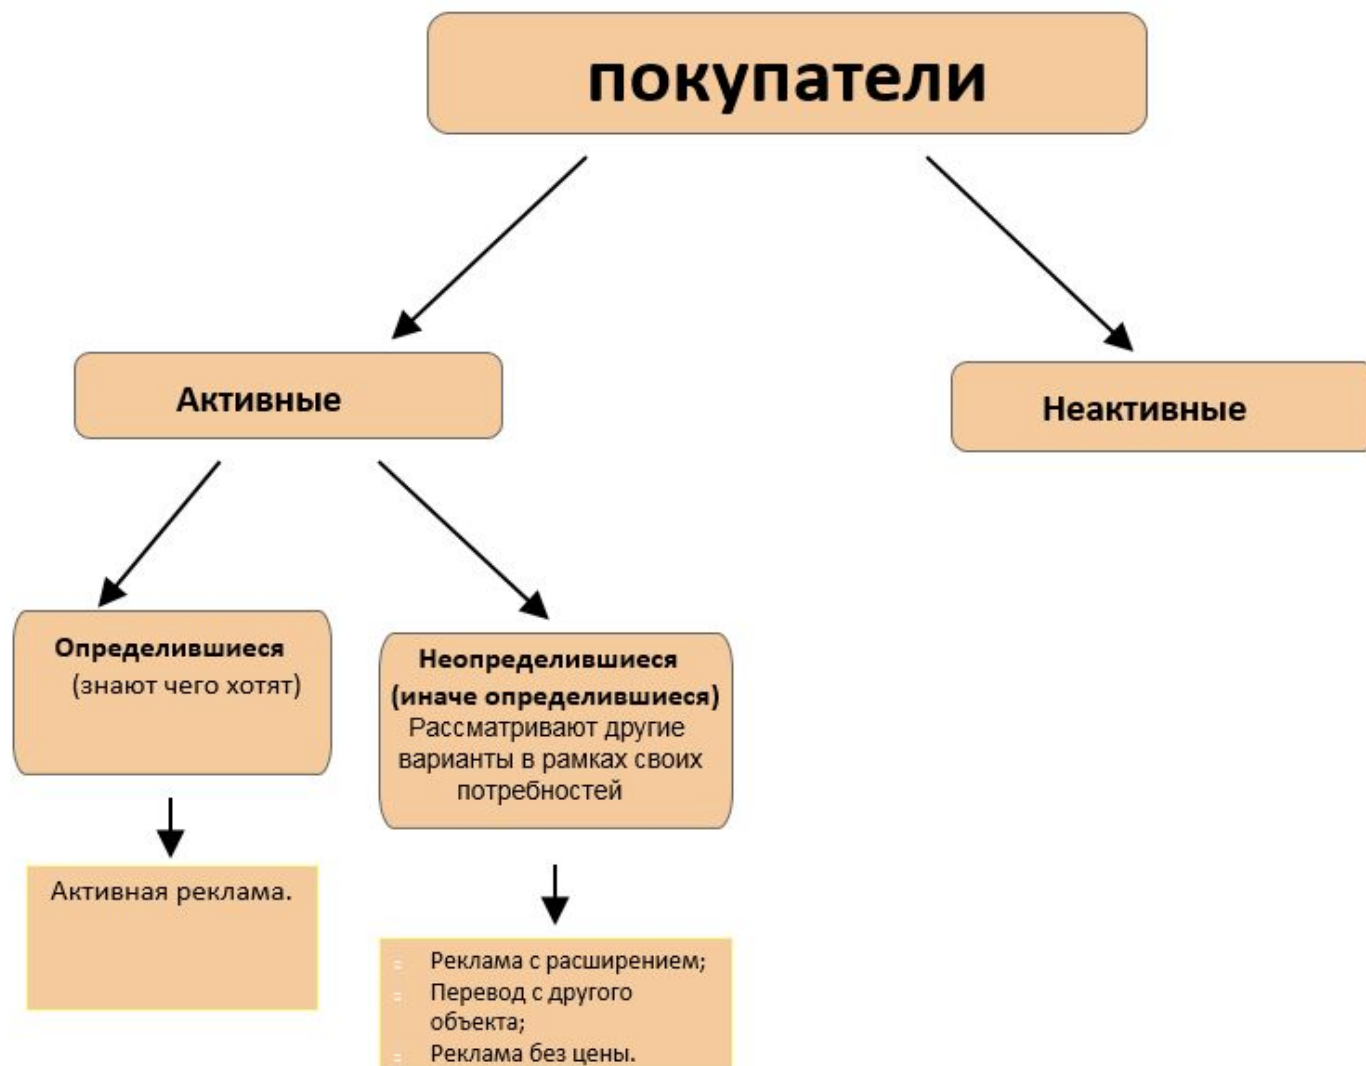 покупатели
Активные
Неактивные
Определившиеся
(знают чего хотят)
Неопределившиеся
(иначе определившиеся)
Рассматривают другие
варианты в рамках своих
потребностей
Активная реклама.
Реклама с расширением;
Перевод с другого
объекта;
Реклама без цены.